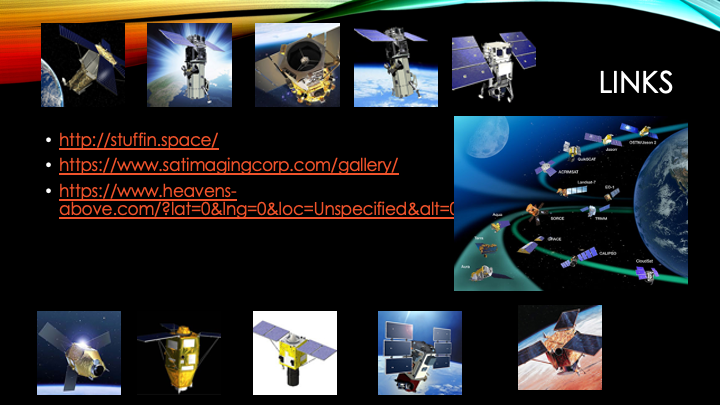 LINKS
• http://stuffin.space/
• https://www.satimagingcorp.com/gallery/
• https://www.heavens-
above.com/?lat=0&lng=0&loc=Unspecified&alt=0
OSTM/Jason 2
Jason
QuikSCAT
ACRIMSAT
Landsat-7
EO-1
Aqua
SORCE
TRMM
Terra
GRACE
CALIPSO
CloudSat
Aura